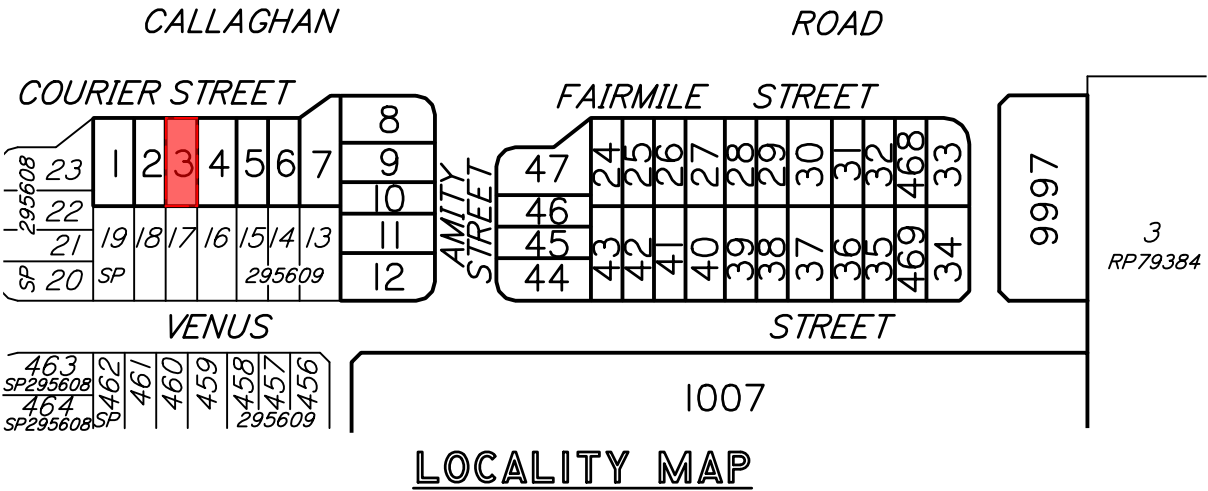 CALLAGHAN ROAD
COURIER STREET FAIRMILE STREET
8
1 2 3 4 5 6 7 9
10
11
12
23
22
21
20
SP 295608
19 18 17 16 15 14 13
SP 295609
AMITY STREET
47
46
45
44
24 25 26 27 28 29 30 31 32 468 33
43 42 41 40 39 38 37 36 35 469 34
9997
3
RP79384
VENUS STREET
463
SP295608
464
SP295608
462 461 460 459 458 457 456
SP 295609
1007
LOCALITY MAP